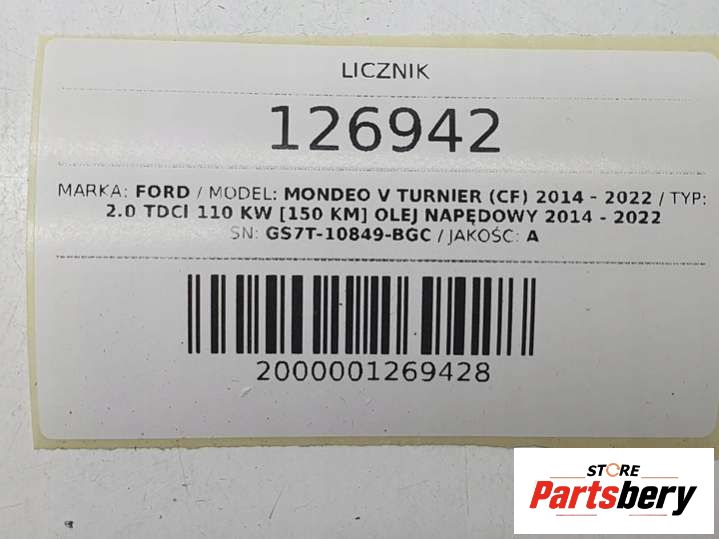 LICZNIK
126942
MARKA: FORD / MODEL: MONDEO V TURNIER (CF) 2014 - 2022 / TYP:
2.0 TDCI 110 KW [150 KM] OLEJ NAPĘDOWY 2014 - 2022
SN: GS7T-10849-BGC / JAKOŚĆ: A
2000001269428
STORE
Partsbery